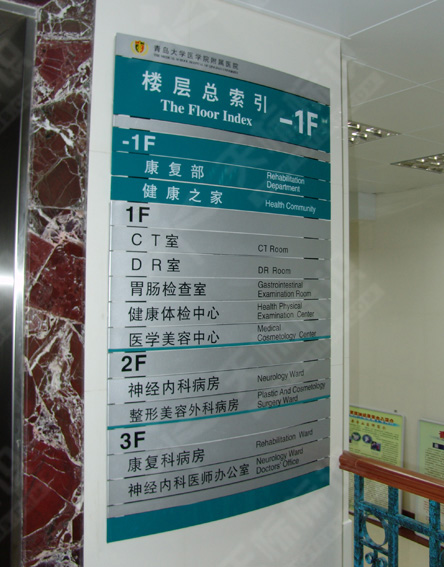 青岛大学医学院附属医院
楼层总索引
The Floor Index
-1F
-1F
康复部 Rehabilitation Department
健康之家 Health Community
1F
CT室 CT Room
DR室 DR Room
胃肠检查室 Gastrointestinal Examination Room
健康体检中心 Health Physical Examination Center
医学美容中心 Medical Cosmetology Center
2F
神经内科病房 Neurology Ward
整形美容外科病房 Plastic And Cosmetology Surgery Ward
3F
康复科病房 Rehabilitation Ward
神经内科医师办公室 Neurology Ward Doctors' Office